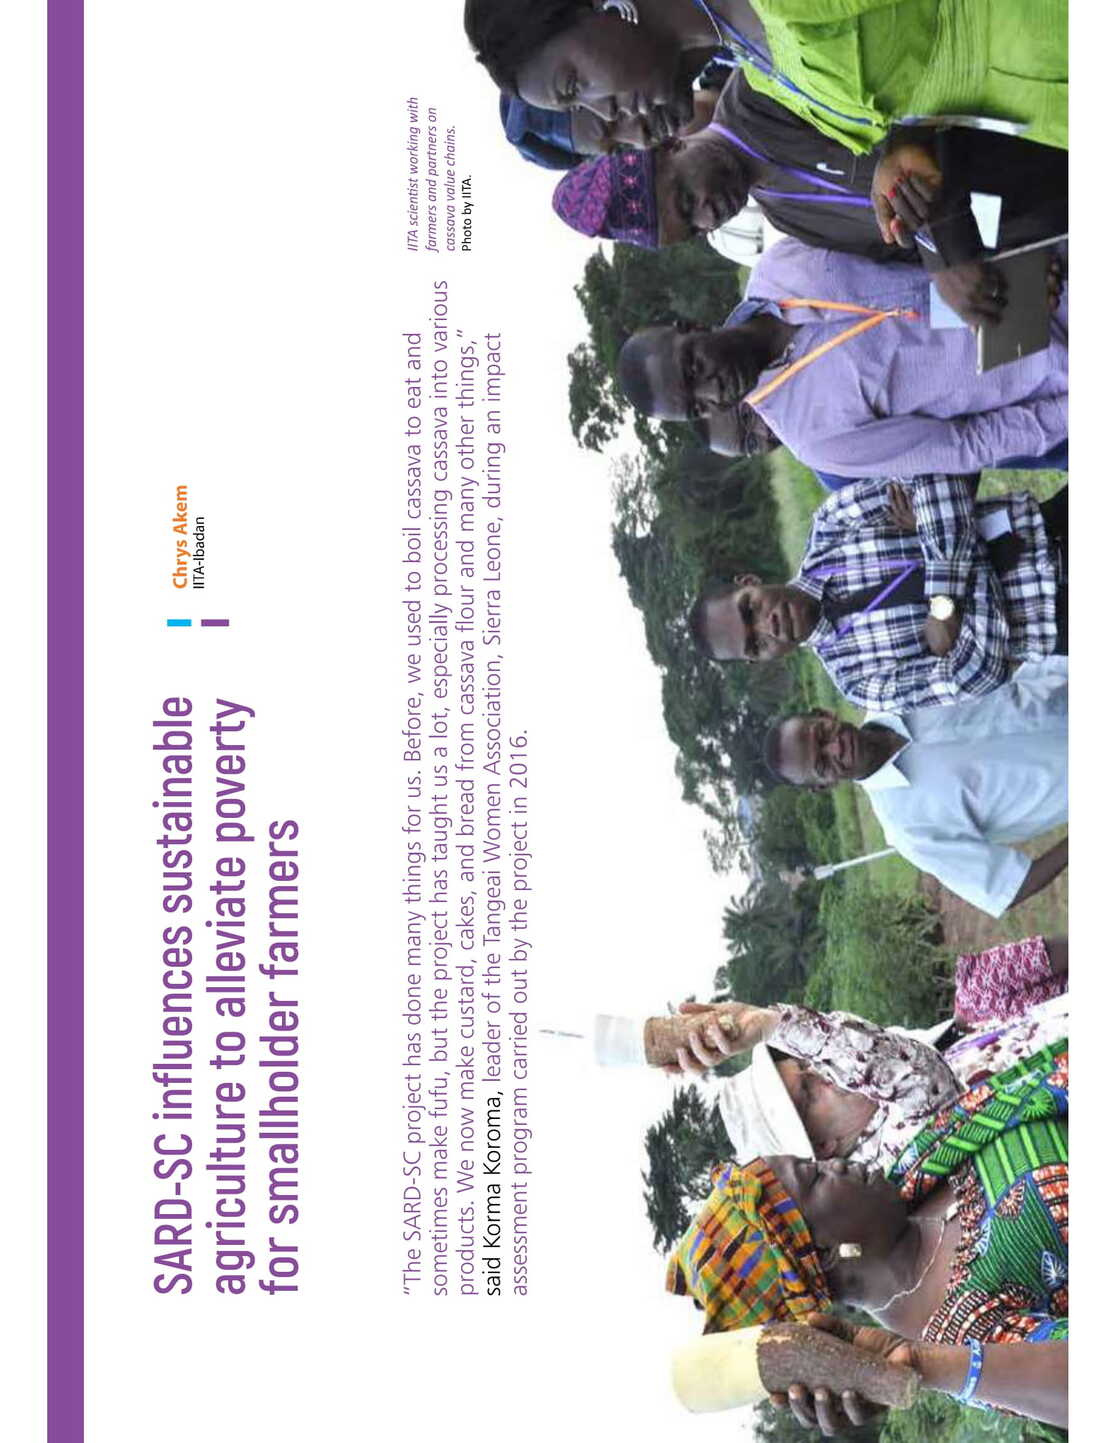 SARD-SC influences sustainable
agriculture to alleviate poverty
for smallholder farmers
Chrys Akem
IITA-Ibadan
“The SARD-SC project has done many things for us. Before, we used to boil cassava to eat and
sometimes make fufu, but the project has taught us a lot, especially processing cassava into various
products. We now make custard, cakes, and bread from cassava flour and many other things,”
said Korma Koroma, leader of the Tangeai Women Association, Sierra Leone, during an impact
assessment program carried out by the project in 2016.
IITA scientist working with
farmers and partners on
cassava value chains.
Photo by IITA.